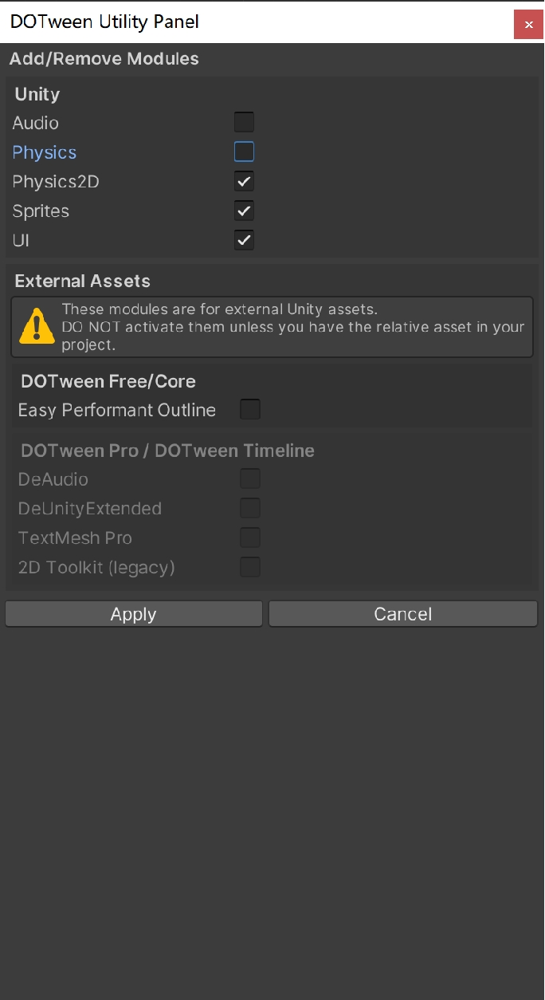 DOTween Utility Panel
Add/Remove Modules
Unity
Audio
Physics
Physics2D
Sprites
UI
External Assets
These modules are for external Unity assets.
DO NOT activate them unless you have the relative asset in your
project.
DOTween Free/Core
Easy Performant Outline
DOTween Pro / DOTween Timeline
DeAudio
DeUnityExtended
TextMesh Pro
2D Toolkit (legacy)
Apply Cancel